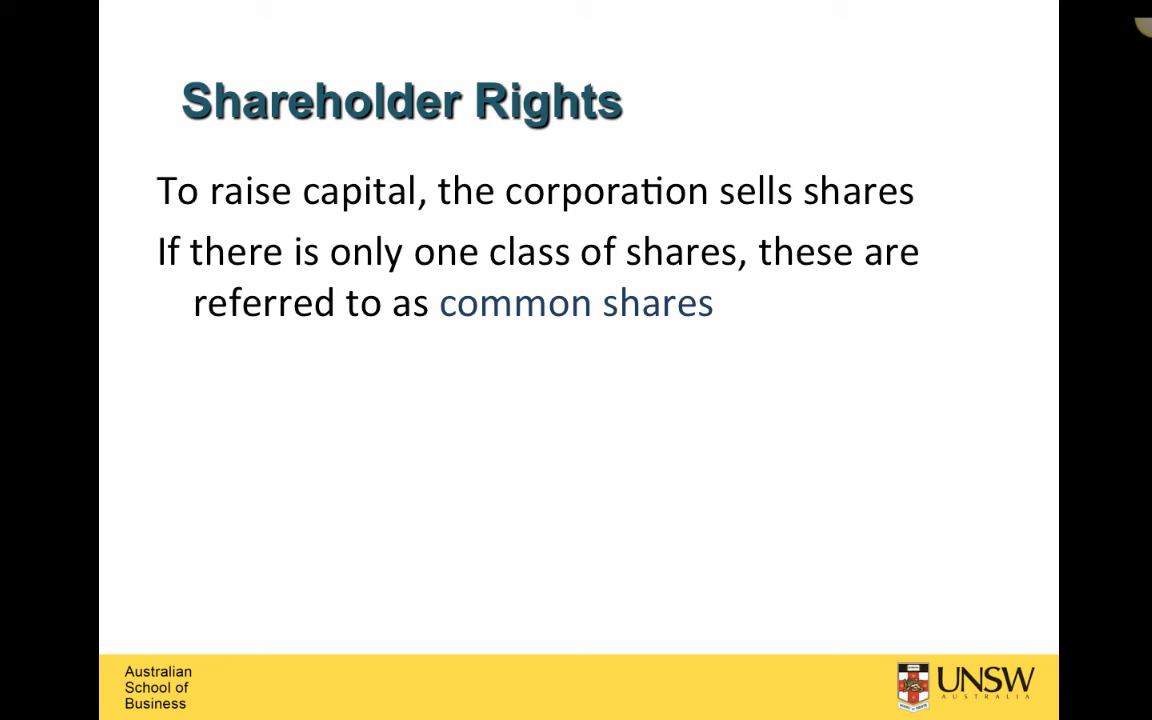 Shareholder Rights
To raise capital, the corporation sells shares
If there is only one class of shares, these are
referred to as common shares
Australian
School of
Business
UNSW
AUSTRALIA